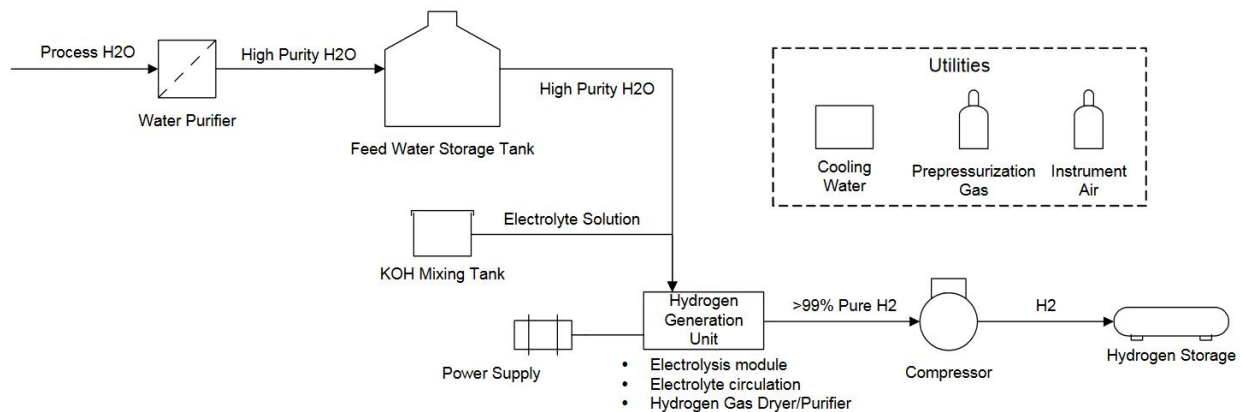 Process H2O
High Purity H2O
Water Purifier
Feed Water Storage Tank
High Purity H2O
Utilities
Cooling
Water
Prepressurization
Gas
Instrument
Air
Electrolyte Solution
KOH Mixing Tank
Power Supply
Hydrogen
Generation
Unit
• Electrolysis module
• Electrolyte circulation
• Hydrogen Gas Dryer/Purifier
>99% Pure H2
Compressor
H2
Hydrogen Storage